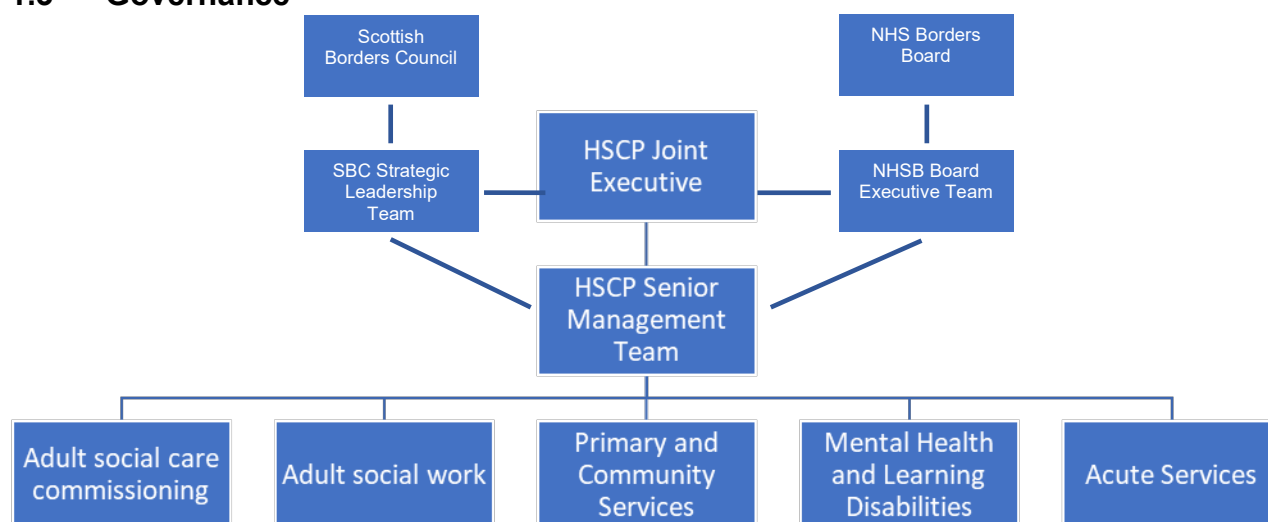 Governance
Scottish
Borders Council
NHS Borders
Board
HSCP Joint
Executive
SBC Strategic
Leadership
Team
NHSB Board
Executive Team
HSCP Senior
Management
Team
Adult social care
commissioning
Adult social work
Primary and
Community
Services
Mental Health
and Learning
Disabilities
Acute Services